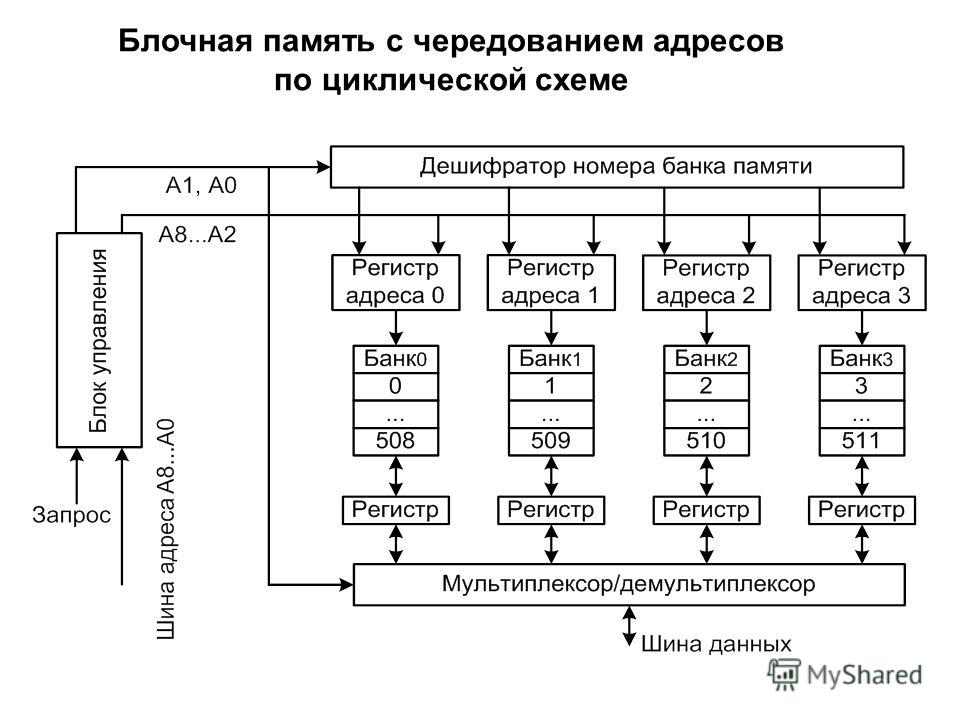 Блочная память с чередованием адресов
по циклической схеме
Дешифратор номера банка памяти
A1, A0
A8...A2
Блок управления
Регистр
адреса 0
Регистр
адреса 1
Регистр
адреса 2
Регистр
адреса 3
Банк0
0
...
508
Банк1
1
...
509
Банк2
2
...
510
Банк3
3
...
511
Запрос
Шина адреса A8...A0
Регистр
Регистр
Регистр
Регистр
Мультиплексор/демультиплексор
Шина данных
MyShared